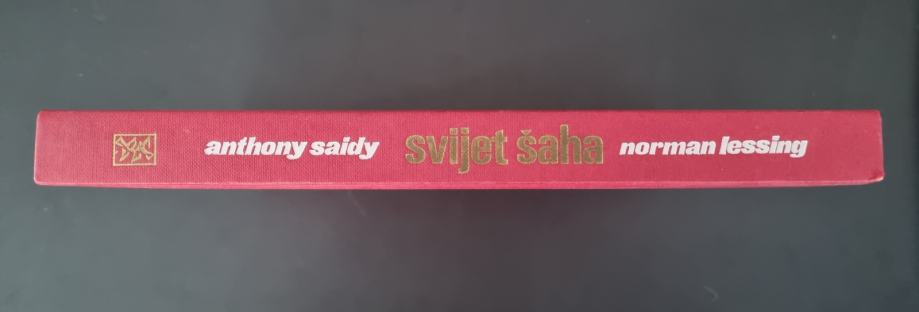 anthony saidy svijet šaha norman lessing